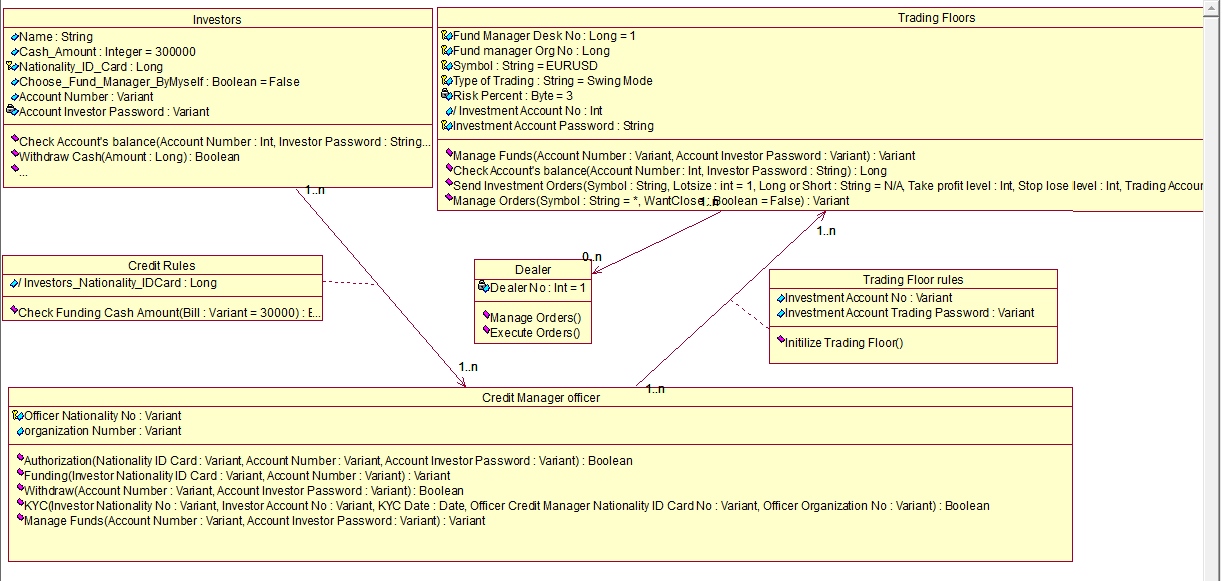 Investors
Name : String
Cash_Amount : Integer = 300000
Nationality_ID_Card : Long
Choose_Fund_Manager_ByMyself : Boolean = False
Account Number : Variant
Account Investor Password : Variant
Check Account's balance(Account Number : Int, Investor Password : String...
Withdraw Cash(Amount : Long) : Boolean
...
Trading Floors
Fund Manager Desk No : Long = 1
Fund manager Org No : Long
Symbol : String = EURUSD
Type of Trading : String = Swing Mode
Risk Percent : Byte = 3
/ Investment Account No : Int
Investment Account Password : String
Manage Funds(Account Number : Variant, Account Investor Password : Variant) : Variant
Check Account's balance(Account Number : Int, Investor Password : String) : Long
Send Investment Orders(Symbol : String, Lotsize : int = 1, Long or Short : String = N/A, Take profit level : Int, Stop lose level : Int, Trading Accour
Manage Orders(Symbol : String = *, WantClose : Boolean = False) : Variant
1..n
1..n
1..n
0..n
Credit Rules
/ Investors_Nationality_IDCard : Long
Check Funding Cash Amount(Bill : Variant = 30000) : E...
Dealer
Dealer No : Int = 1
Manage Orders()
Execute Orders()
Trading Floor rules
Investment Account No : Variant
Investment Account Trading Password : Variant
Initilize Trading Floor()
1..n
1..n
Credit Manager officer
Officer Nationality No : Variant
organization Number : Variant
Authorization(Nationality ID Card : Variant, Account Number : Variant, Account Investor Password : Variant) : Boolean
Funding(Investor Nationality ID Card : Variant, Account Number : Variant) : Variant
Withdraw(Account Number : Variant, Account Investor Password : Variant) : Boolean
KYC(Investor Nationality No : Variant, Investor Account No : Variant, KYC Date : Date, Officer Credit Manager Nationality ID Card No : Variant, Officer Organization No : Variant) : Boolean
Manage Funds(Account Number : Variant, Account Investor Password : Variant) : Variant